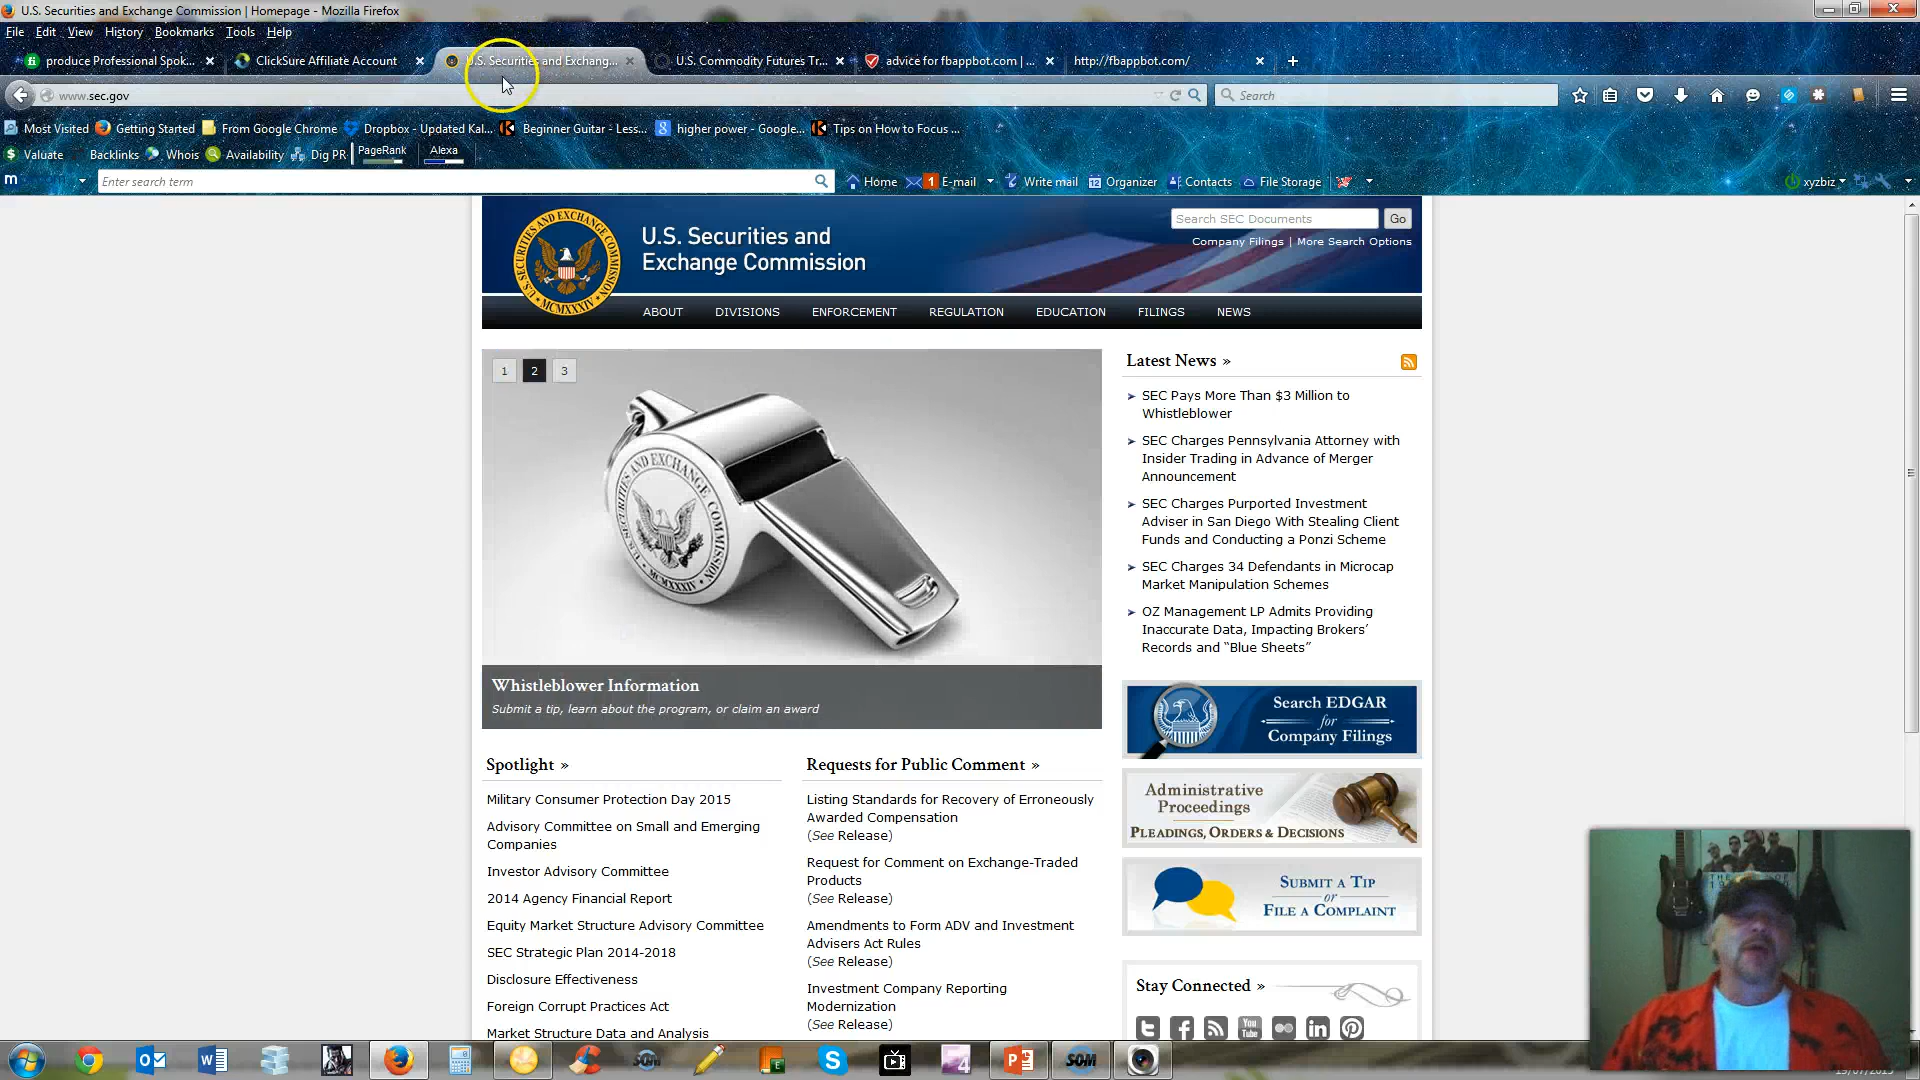 U.S. Securities and Exchange Commission | Homepage - Mozilla Firefox
File Edit View History Bookmarks Tools Help
produce Professional Spok...
ClickSure Affiliate Account
U.S. Securities and Exchang...
U.S. Commodity Futures Tr...
advice for fbappbot.com | ...
http://fbappbot.com/
www.sec.gov
Search
Most Visited Getting Started From Google Chrome Dropbox - Updated Kal... Beginner Guitar - Less... higher power - Google... Tips on How to Focus ...
Valuate Backlinks Whois Availability Dig PR PageRank Alexa
Enter search term
Home 1 E-mail Write mail 12 Organizer Contacts File Storage xyzbiz
U.S. Securities and
Exchange Commission
SECURITIES AND EXCHANGE COMMISSION
MCMXXXIV
Search SEC Documents Go
Company Filings | More Search Options
ABOUT DIVISIONS ENFORCEMENT REGULATION EDUCATION FILINGS NEWS
1 2 3
SECURITIES AND EXCHANGE COMMISSION
MCMXXXIV
Whistleblower Information
Submit a tip, learn about the program, or claim an award
Latest News »
SEC Pays More Than $3 Million to
Whistleblower
SEC Charges Pennsylvania Attorney with
Insider Trading in Advance of Merger
Announcement
SEC Charges Purported Investment
Adviser in San Diego With Stealing Client
Funds and Conducting a Ponzi Scheme
SEC Charges 34 Defendants in Microcap
Market Manipulation Schemes
OZ Management LP Admits Providing
Inaccurate Data, Impacting Brokers'
Records and “Blue Sheets”
Search EDGAR
for
Company Filings
Administrative
Proceedings
Pleadings, Orders & Decisions
Submit a Tip
or
File a Complaint
Stay Connected »
You
Tube
Spotlight »
Military Consumer Protection Day 2015
Advisory Committee on Small and Emerging
Companies
Investor Advisory Committee
2014 Agency Financial Report
Equity Market Structure Advisory Committee
SEC Strategic Plan 2014-2018
Disclosure Effectiveness
Foreign Corrupt Practices Act
Market Structure Data and Analysis
Requests for Public Comment »
Listing Standards for Recovery of Erroneously
Awarded Compensation
(See Release)
Request for Comment on Exchange-Traded
Products
(See Release)
Amendments to Form ADV and Investment
Advisers Act Rules
(See Release)
Investment Company Reporting
Modernization
(See Release)